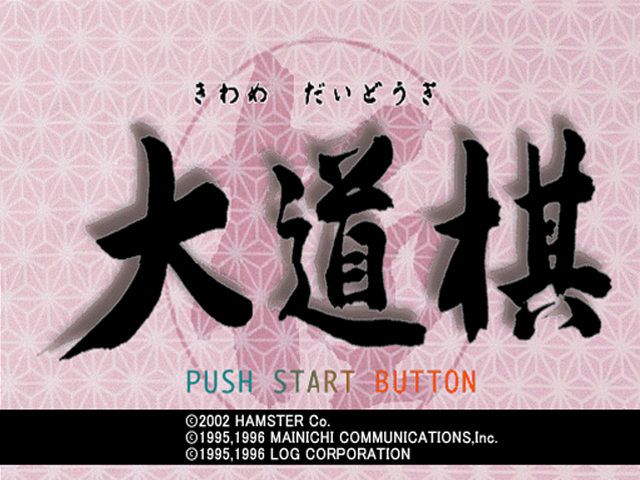 きわめ だいどうぎ
大道棋
PUSH START BUTTON
©2002 HAMSTER Co.
©1995,1996 MAINICHI COMMUNICATIONS,Inc.
©1995,1996 LOG CORPORATION